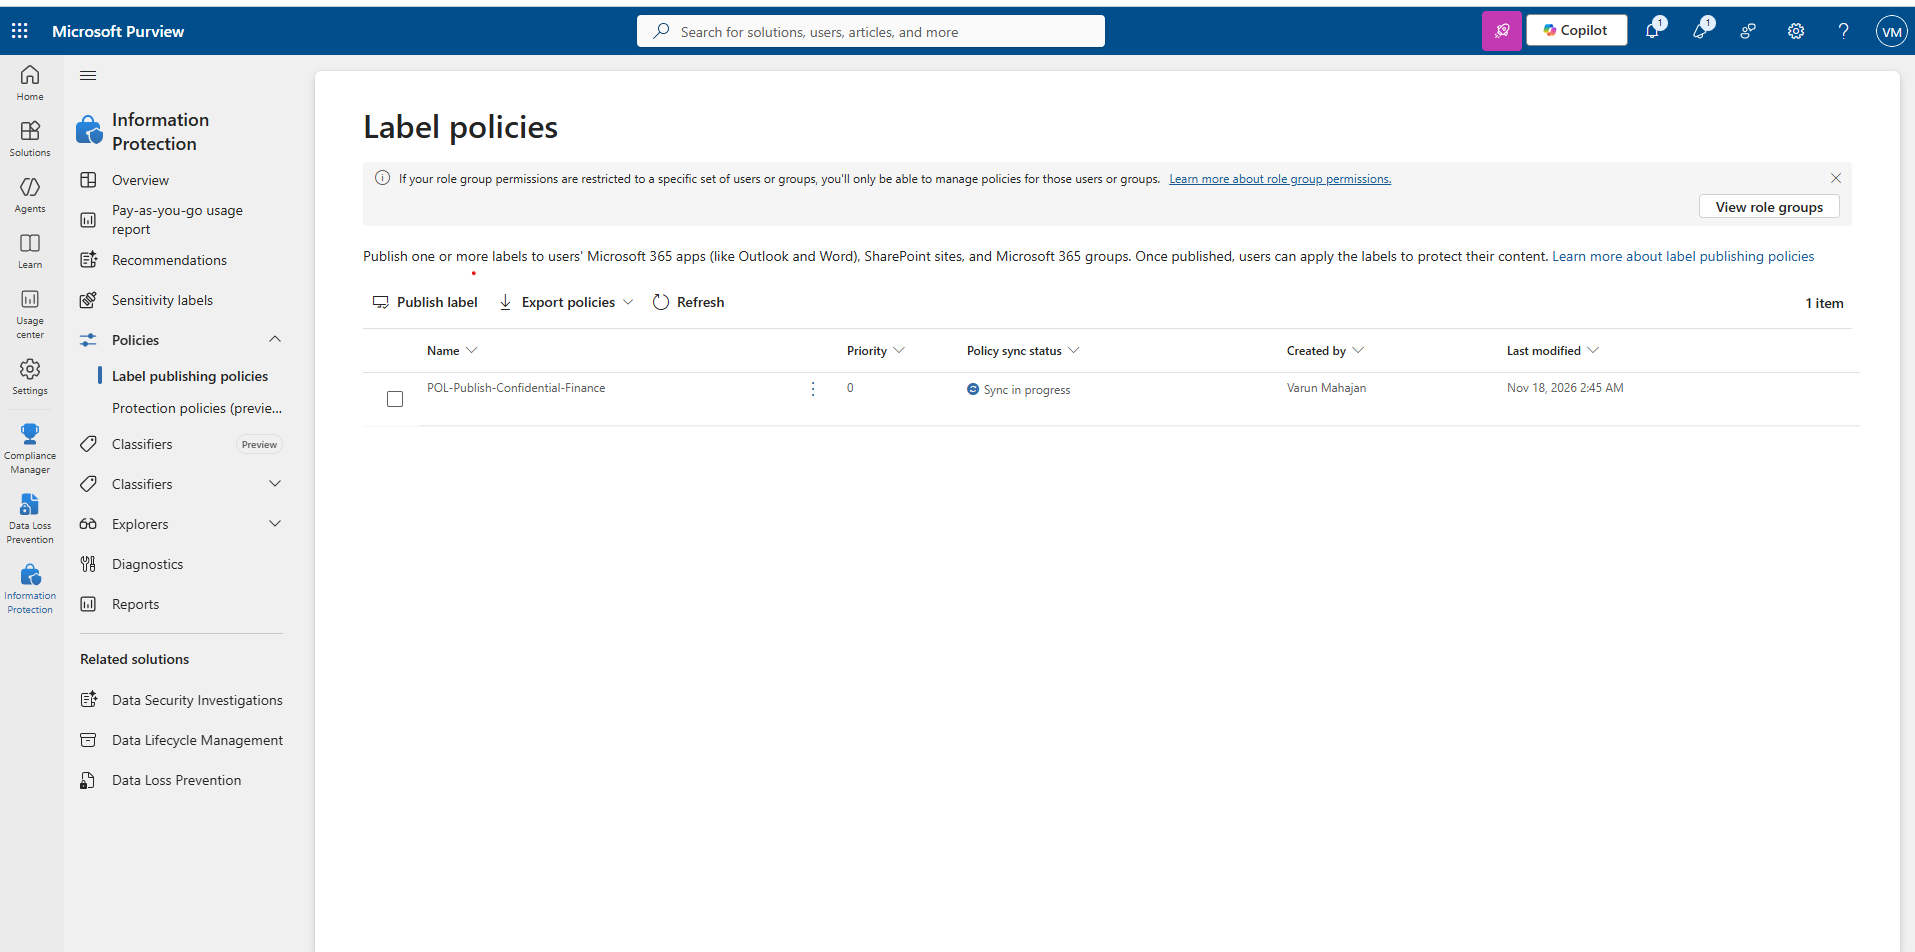 Microsoft Purview
Search for solutions, users, articles, and more
Copilot
1
1
VM
Home
Solutions
Agents
Learn
Usage
center
Settings
Compliance
Manager
Data Loss
Prevention
Information
Protection
Information
Protection
Overview
Pay-as-you-go usage
report
Recommendations
Sensitivity labels
Policies
Label publishing policies
Protection policies (previe...
Classifiers Preview
Classifiers
Explorers
Diagnostics
Reports
Related solutions
Data Security Investigations
Data Lifecycle Management
Data Loss Prevention
Label policies
If your role group permissions are restricted to a specific set of users or groups, you'll only be able to manage policies for those users or groups. Learn more about role group permissions.
View role groups
Publish one or more labels to users' Microsoft 365 apps (like Outlook and Word), SharePoint sites, and Microsoft 365 groups. Once published, users can apply the labels to protect their content. Learn more about label publishing policies
Publish label Export policies Refresh 1 item
Name Priority Policy sync status Created by Last modified
POL-Publish-Confidential-Finance 0 Sync in progress Varun Mahajan Nov 18, 2026 2:45 AM